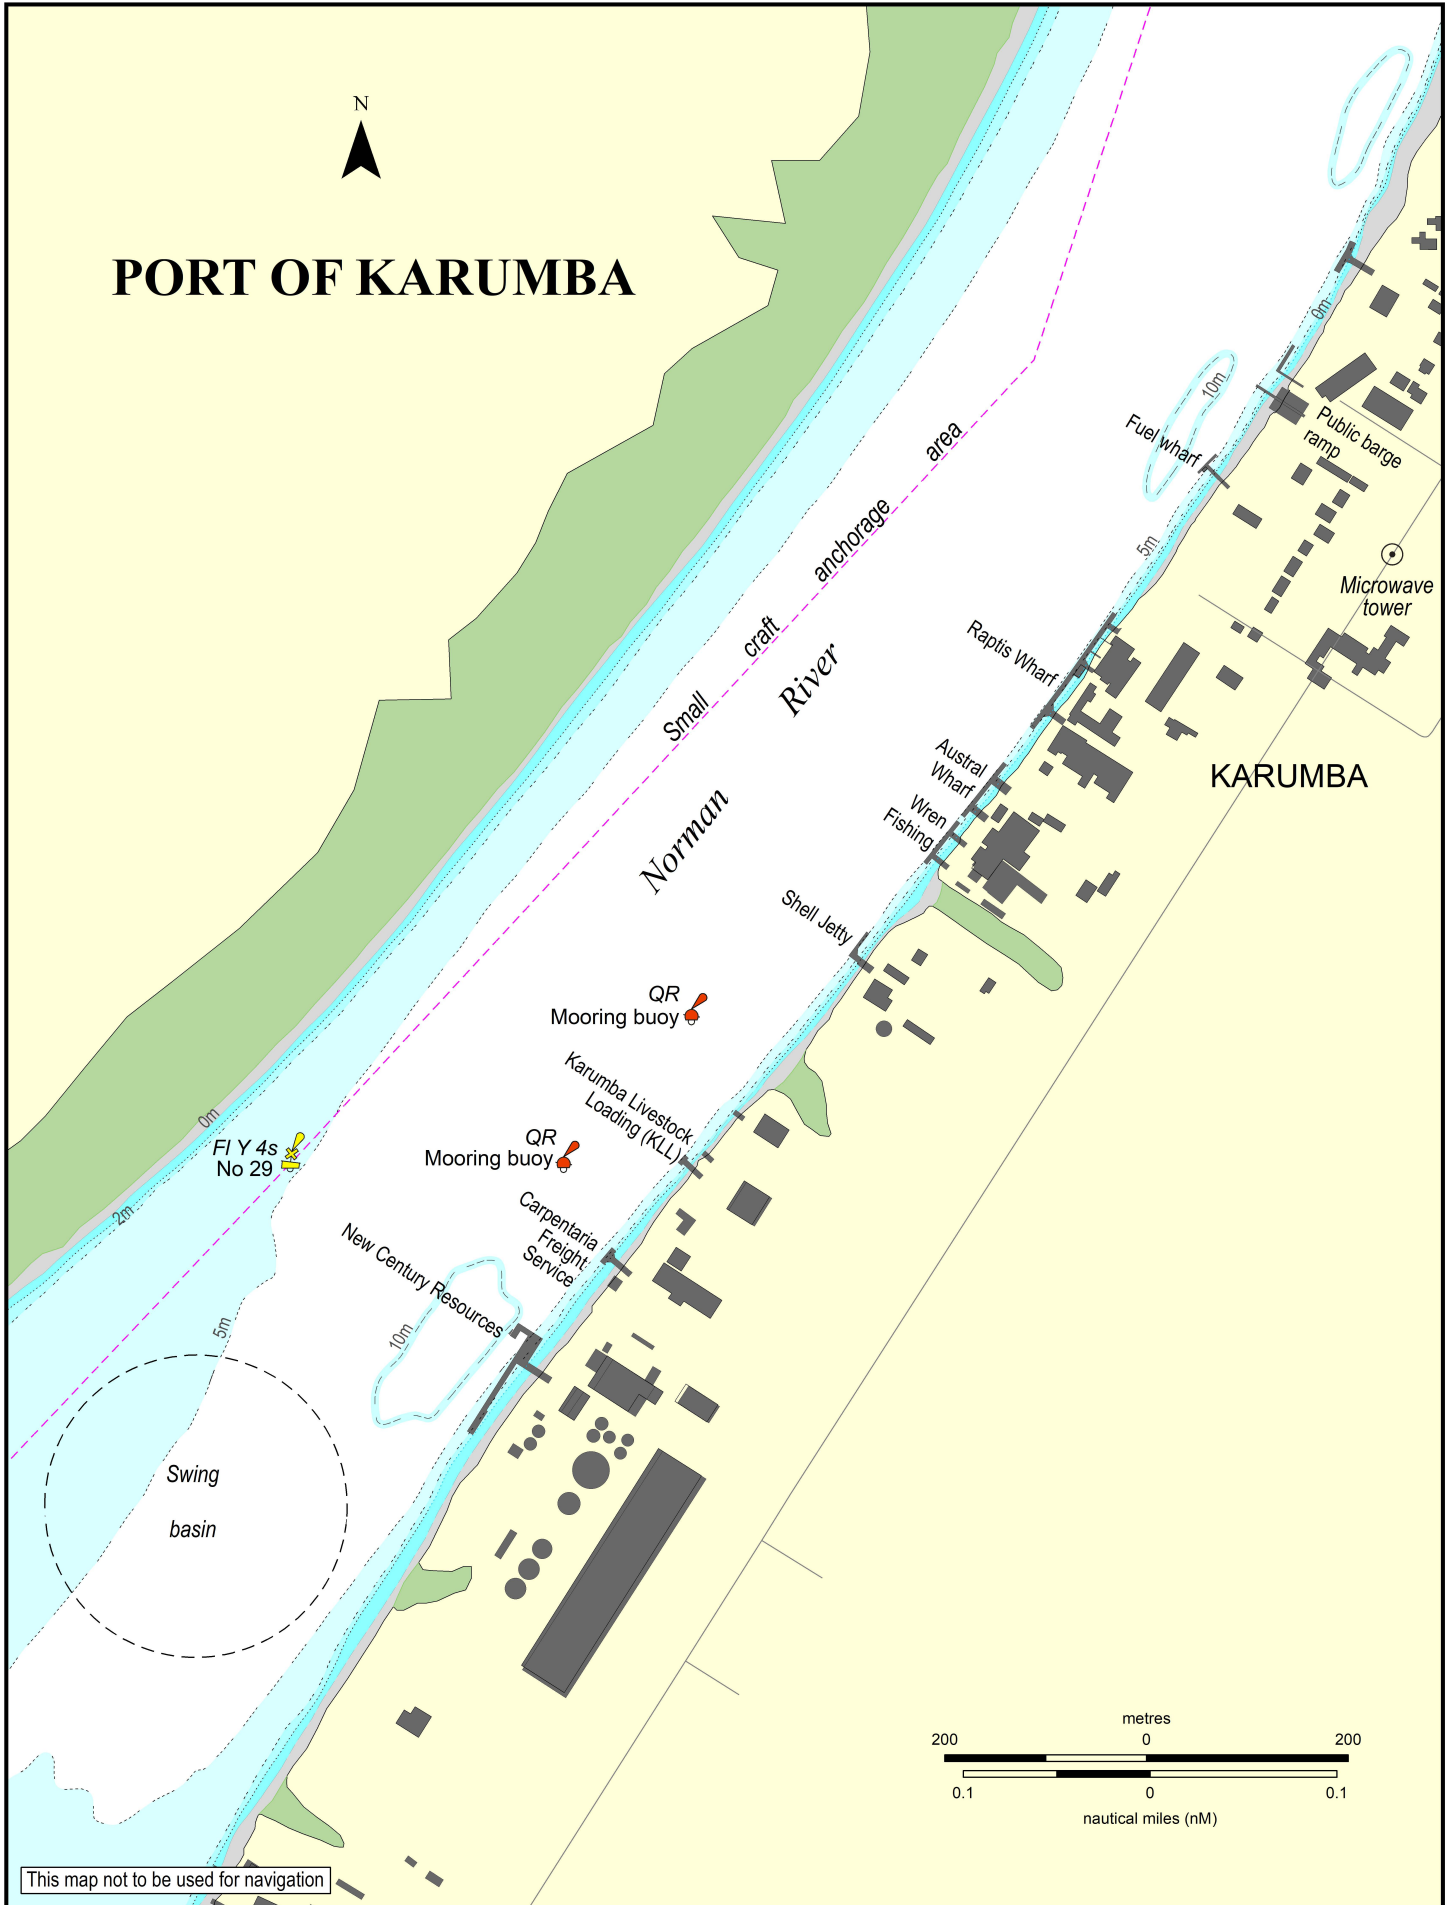 N
PORT OF KARUMBA
0m
10m
Fuel wharf
Public barge
ramp
5m
Microwave
tower
area
anchorage
craft
Small
River
Norman
Raptis Wharf
KARUMBA
Austral
Wharf
Wren
Fishing
Shell Jetty
QR
Mooring buoy
Karumba Livestock
Loading (KLL)
0m
Fl Y 4s
No 29
QR
Mooring buoy
2m
Carpentaria
Freight
Service
New Century Resources
5m
10m
Swing
basin
metres
200 0 200
0.1 0 0.1
nautical miles (nM)
This map not to be used for navigation